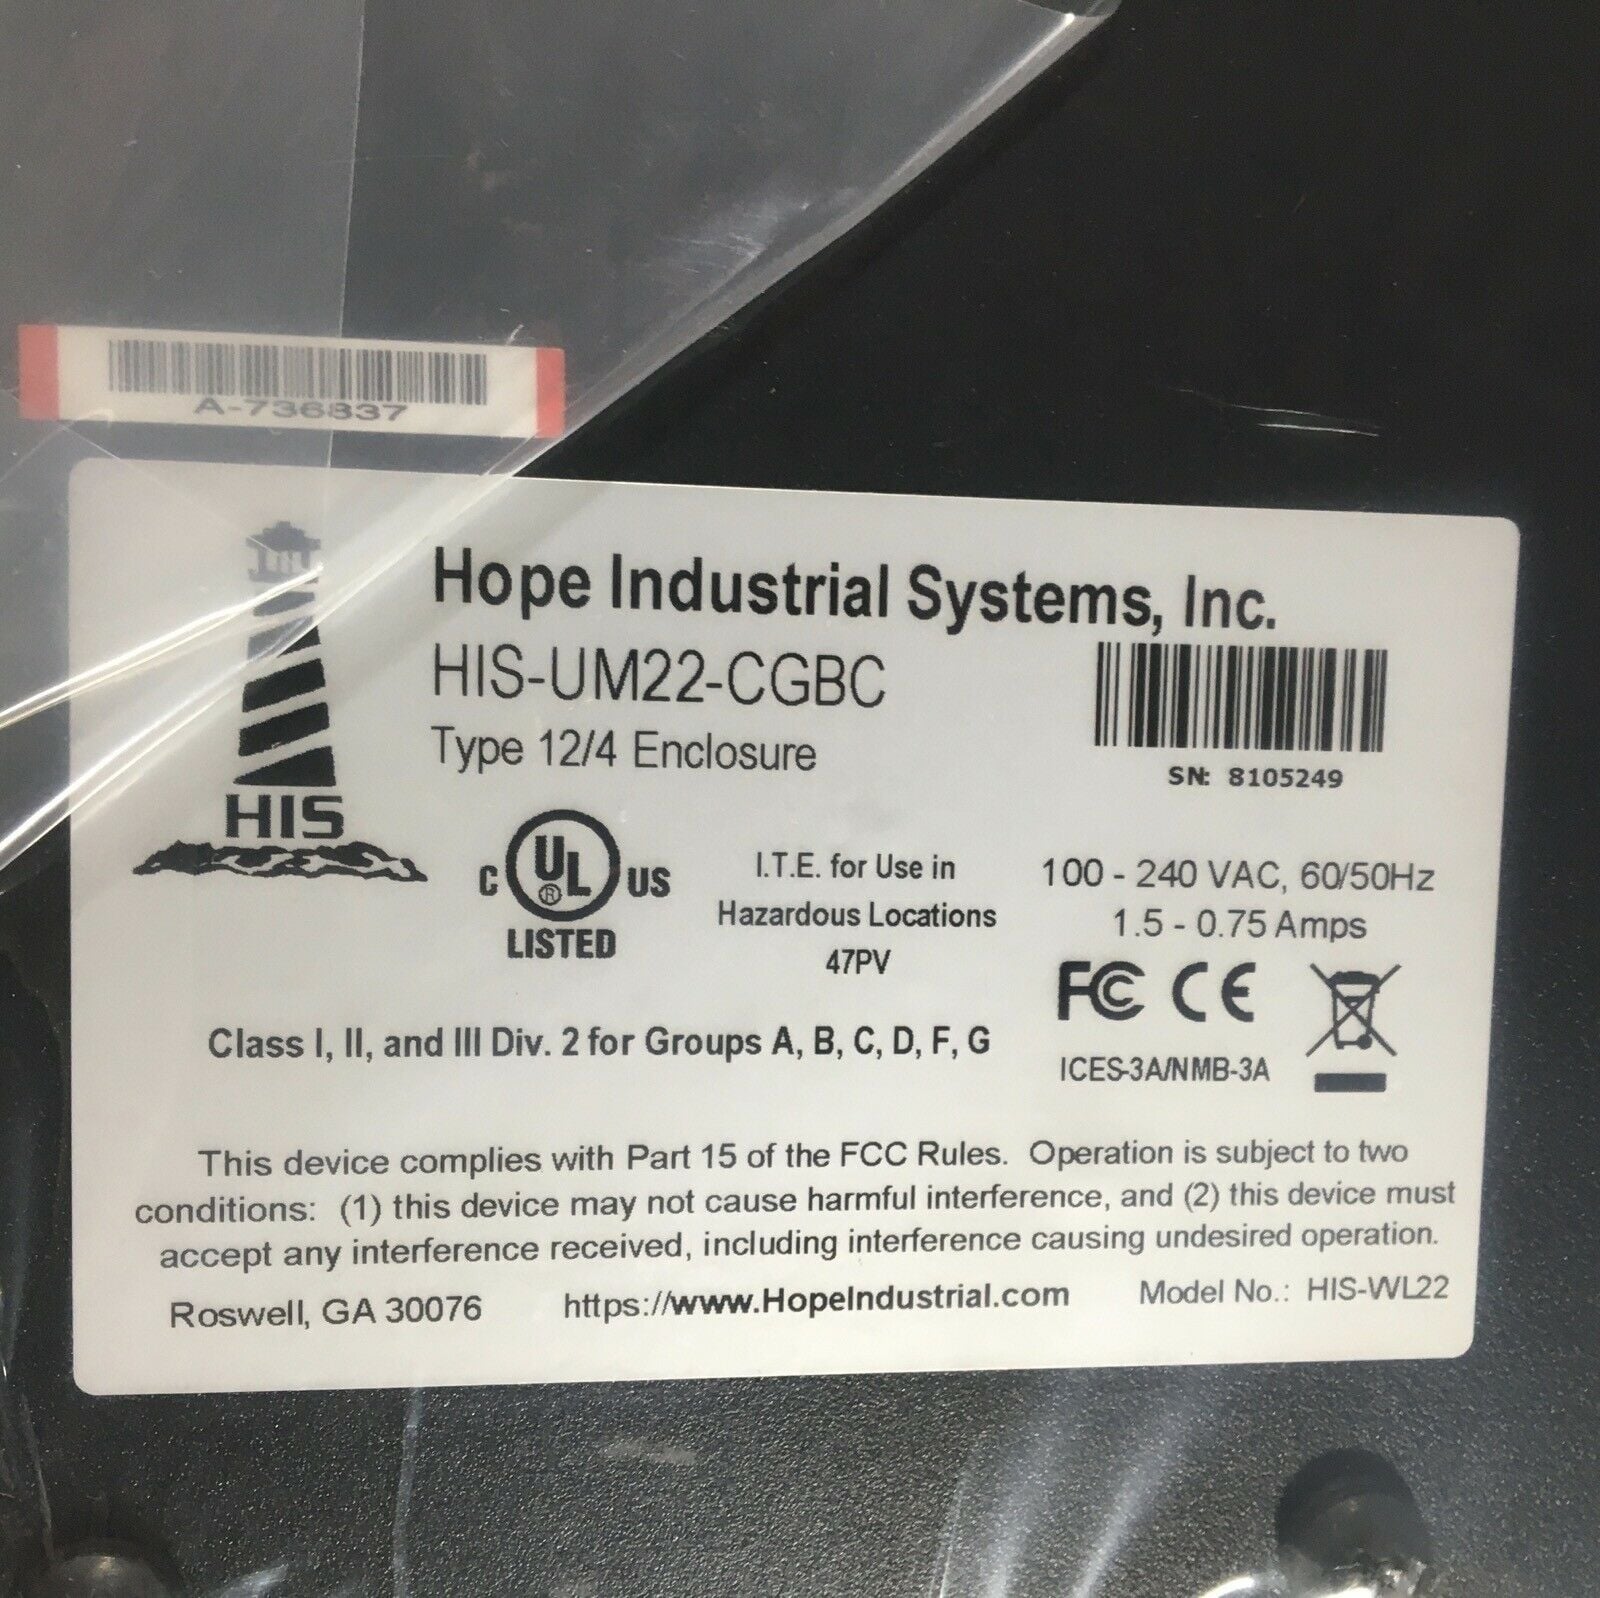 A-736837
Hope Industrial Systems, Inc.
HIS-UM22-CGBC
Type 12/4 Enclosure
SN: 8105249
HIS
C UL® US
LISTED
I.T.E. for Use in
Hazardous Locations
47PV
100 - 240 VAC, 60/50Hz
1.5 - 0.75 Amps
FC CE
ICES-3A/NMB-3A
Class I, II, and III Div. 2 for Groups A, B, C, D, F, G
This device complies with Part 15 of the FCC Rules. Operation is subject to two
conditions: (1) this device may not cause harmful interference, and (2) this device must
accept any interference received, including interference causing undesired operation.
Roswell, GA 30076 https://www.HopeIndustrial.com Model No.: HIS-WL22